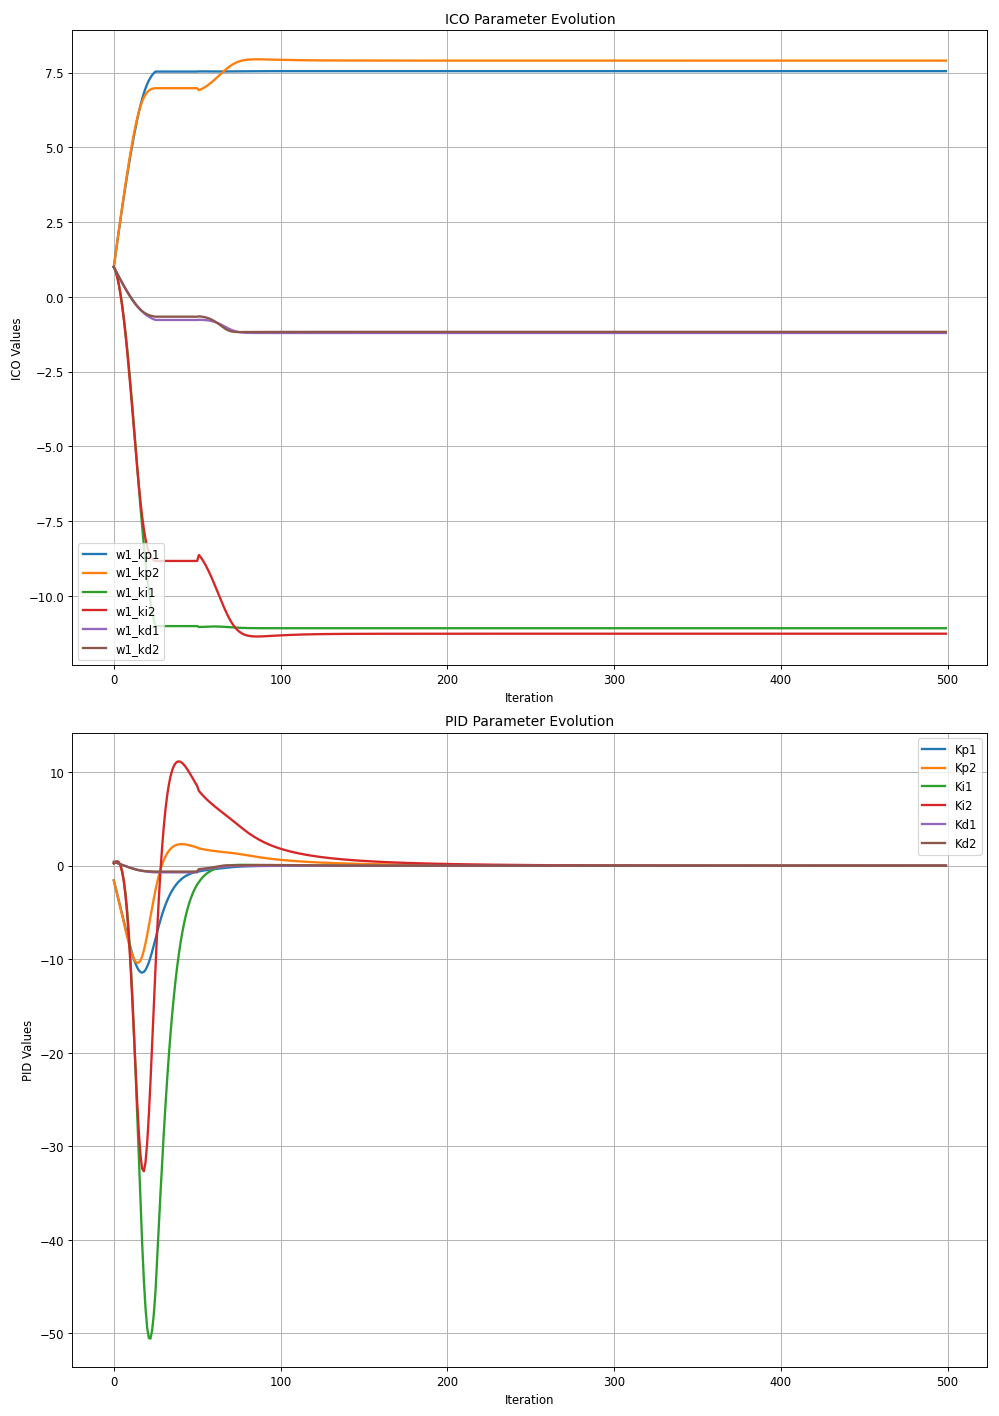 ICO Parameter Evolution
ICO Values
7.5
5.0
2.5
0.0
−2.5
−5.0
−7.5
−10.0
w1_kp1
w1_kp2
w1_ki1
w1_ki2
w1_kd1
w1_kd2
0 100 200 300 400 500
Iteration
PID Parameter Evolution
PID Values
10
0
−10
−20
−30
−40
−50
Kp1
Kp2
Ki1
Ki2
Kd1
Kd2
0 100 200 300 400 500
Iteration